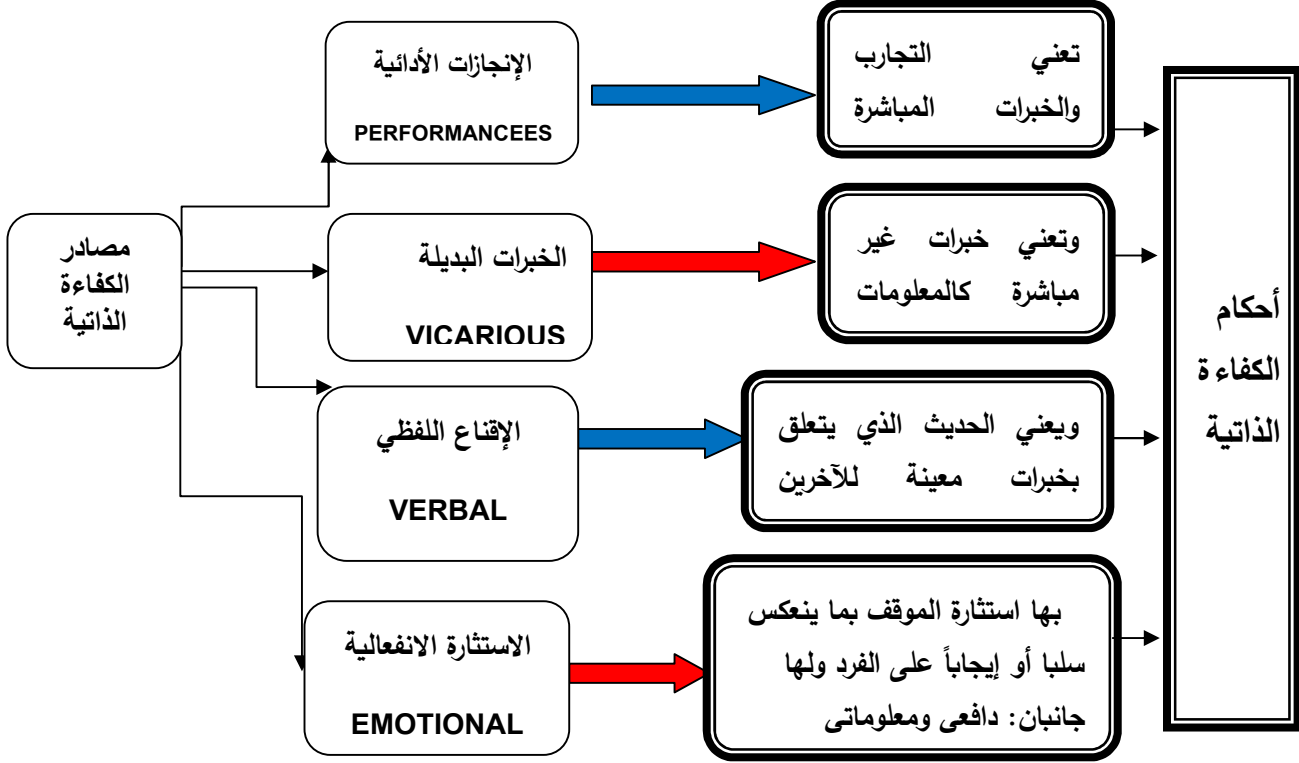 مصادر
الكفاءة
الذاتية
الإنجازات الأدائية
PERFORMANCEES
تعني التجارب
والخبرات المباشرة
الخبرات البديلة
VICARIOUS
وتعني خبرات غير
مباشرة كالمعلومات
الإقناع اللفظي
VERBAL
ويعني الحديث الذي يتعلق
بخبرات معينة للآخرين
الاستثارة الانفعالية
EMOTIONAL
بها استثارة الموقف بما ينعكس
سلبا أو إيجاباً على الفرد ولها
جانبان: دافعى ومعلوماتى
أحكام
الكفاءة
الذاتية